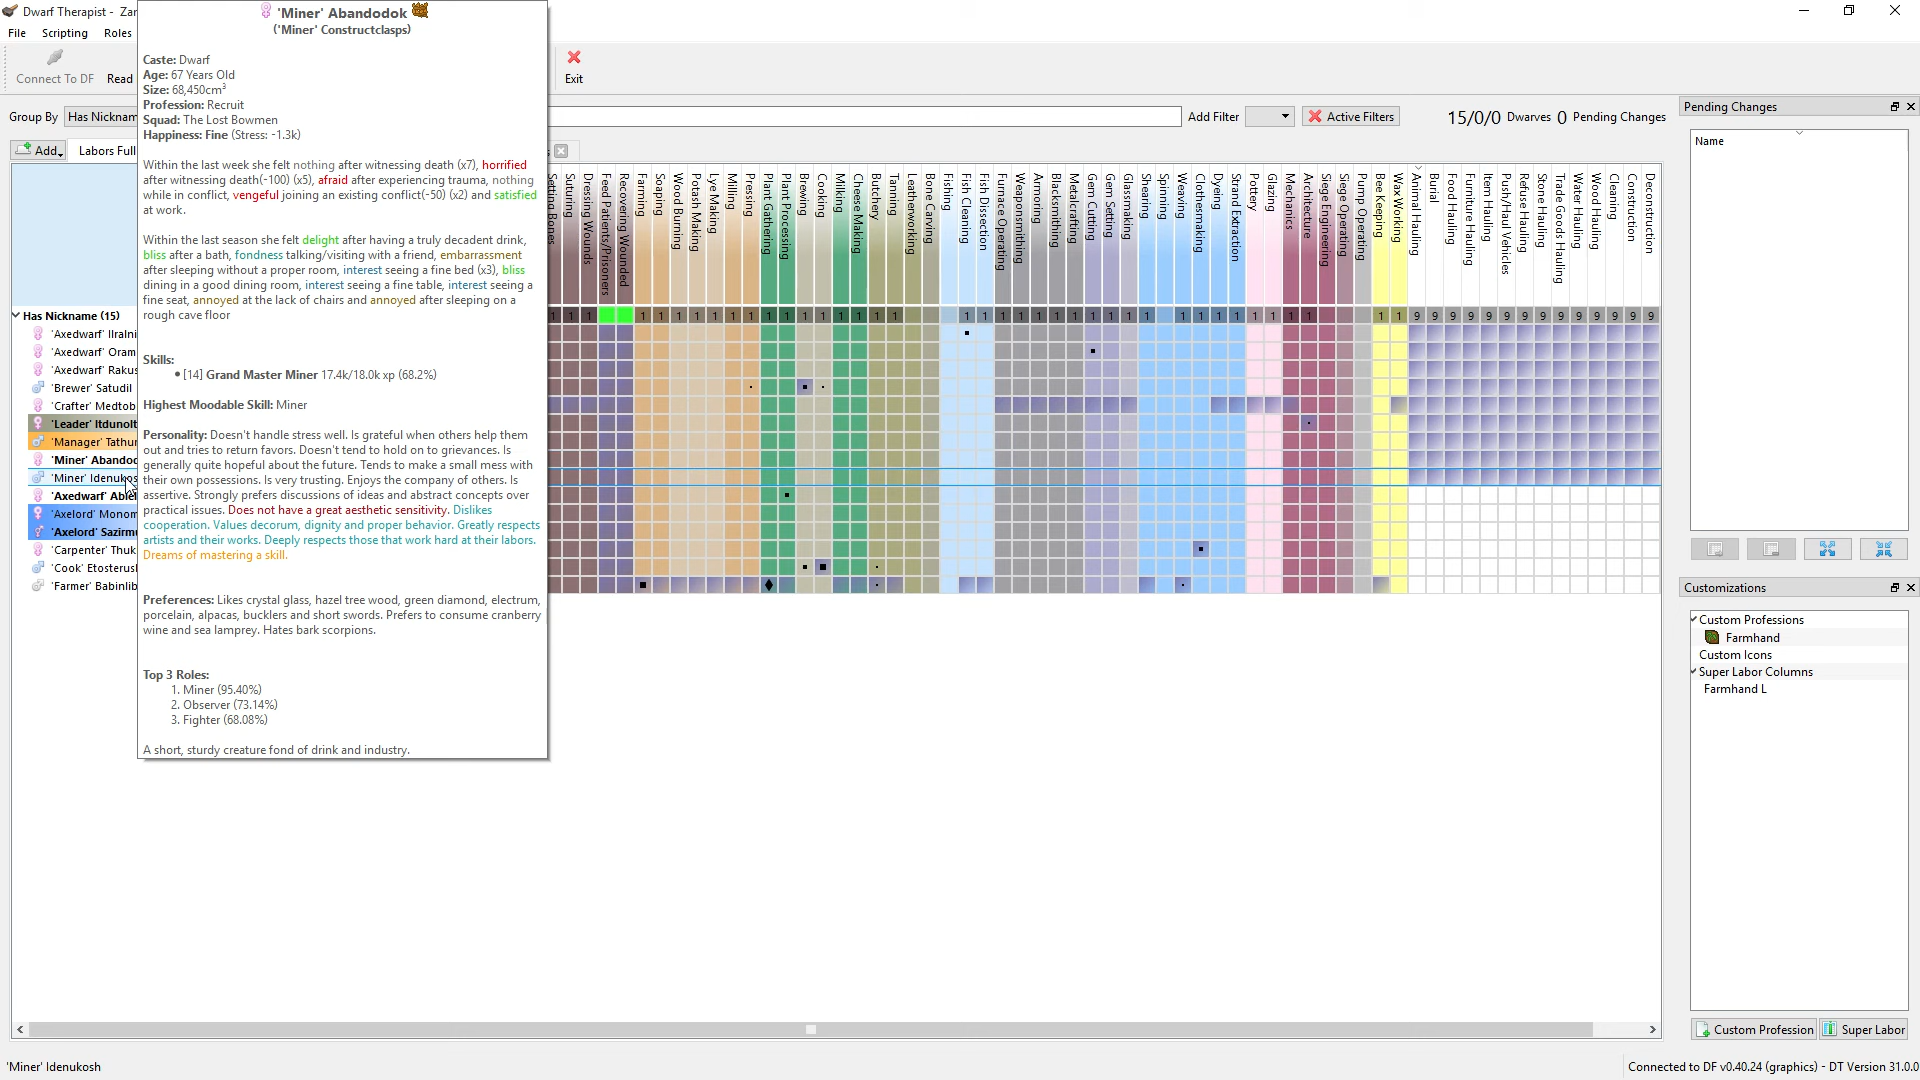 Dwarf Therapist - Zar
File Scripting Roles
Connect To DF Read
Exit
Group By Has Nicknam
Add Filter
Active Filters
15/0/0 Dwarves 0 Pending Changes
Add
Labors Full
'Miner' Abandodok
('Miner' Constructclasps)
Caste: Dwarf
Age: 67 Years Old
Size: 68,450cm³
Profession: Recruit
Squad: The Lost Bowmen
Happiness: Fine (Stress: -1.3k)
Within the last week she felt nothing after witnessing death (x7), horrified
after witnessing death(-100) (x5), afraid after experiencing trauma, nothing
while in conflict, vengeful joining an existing conflict(-50) (x2) and satisfied
at work.
Within the last season she felt delight after having a truly decadent drink,
bliss after a bath, fondness talking/visiting with a friend, embarrassment
after sleeping without a proper room, interest seeing a fine bed (x3), bliss
dining in a good dining room, interest seeing a fine table, interest seeing a
fine seat, annoyed at the lack of chairs and annoyed after sleeping on a
rough cave floor
Skills:
• [14] Grand Master Miner 17.4k/18.0k xp (68.2%)
Highest Moodable Skill: Miner
Personality: Doesn't handle stress well. Is grateful when others help them
out and tries to return favors. Doesn't tend to hold on to grievances. Is
generally quite hopeful about the future. Tends to make a small mess with
their own possessions. Is very trusting. Enjoys the company of others. Is
assertive. Strongly prefers discussions of ideas and abstract concepts over
practical issues. Does not have a great aesthetic sensitivity. Dislikes
cooperation. Values decorum, dignity and proper behavior. Greatly respects
artists and their works. Deeply respects those that work hard at their labors.
Dreams of mastering a skill.
Preferences: Likes crystal glass, hazel tree wood, green diamond, electrum,
porcelain, alpacas, bucklers and short swords. Prefers to consume cranberry
wine and sea lamprey. Hates bark scorpions.
Top 3 Roles:
1. Miner (95.40%)
2. Observer (73.14%)
3. Fighter (68.08%)
A short, sturdy creature fond of drink and industry.
Has Nickname (15)
'Axedwarf' Ilralni
'Axedwarf' Oram
'Axedwarf' Rakus
'Brewer' Satudil
'Crafter' Medtob
'Leader' Itdunolt
'Manager' Tathur
'Miner' Abandod
'Miner' Idenukos
'Axedwarf' Able
'Axelord' Monom
'Axelord' Sazirm
'Carpenter' Thuk
'Cook' Etosterusl
'Farmer' Babinlib
Setting Bones
Suturing
Dressing Wounds
Feed Patients/Prisoners
Recovering Wounded
Farming
Soaping
Wood Burning
Potash Making
Lye Making
Milling
Pressing
Plant Gathering
Plant Processing
Brewing
Cooking
Milking
Cheese Making
Butchery
Tanning
Leatherworking
Bone Carving
Fishing
Fish Cleaning
Fish Dissection
Furnace Operating
Weaponsmithing
Armoring
Blacksmithing
Metalcrafting
Gem Cutting
Gem Setting
Glassmaking
Shearing
Spinning
Weaving
Clothesmaking
Dyeing
Strand Extraction
Pottery
Glazing
Mechanics
Architecture
Siege Engineering
Siege Operating
Pump Operating
Bee Keeping
Wax Working
Animal Hauling
Burial
Food Hauling
Furniture Hauling
Item Hauling
Push/Haul Vehicles
Refuse Hauling
Stone Hauling
Trade Goods Hauling
Water Hauling
Wood Hauling
Cleaning
Construction
Deconstruction
Pending Changes
Name
Customizations
Custom Professions
Farmhand
Custom Icons
Super Labor Columns
Farmhand L
Custom Profession
Super Labor
'Miner' Idenukosh
Connected to DF v0.40.24 (graphics) - DT Version 31.0.0